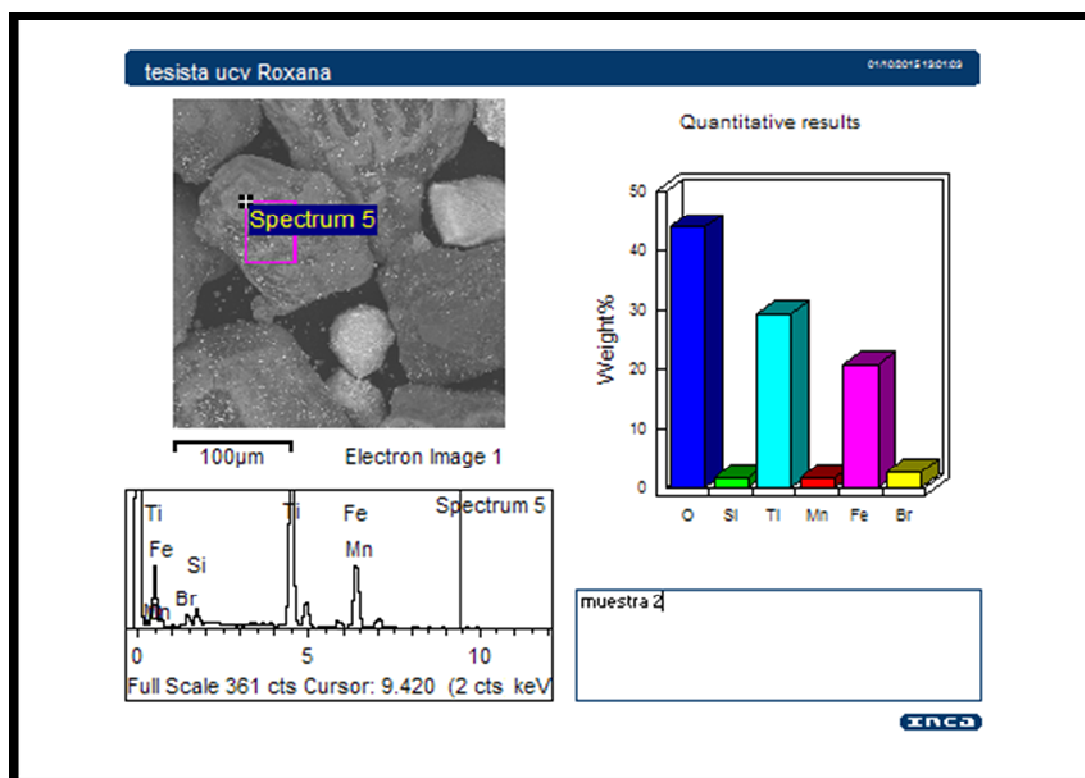 tesista ucv Roxana
Quantitative results
Spectrum 5
100µm
Electron Image 1
50
40
30
20
10
0
Weight%
O Si Ti Mn Fe Br
Spectrum 5
Ti Ti Fe
Fe Mn
Si
Mn Br
0 5 10
Full Scale 361 cts Cursor: 9.420 (2 cts keV
muestra 2
INCA